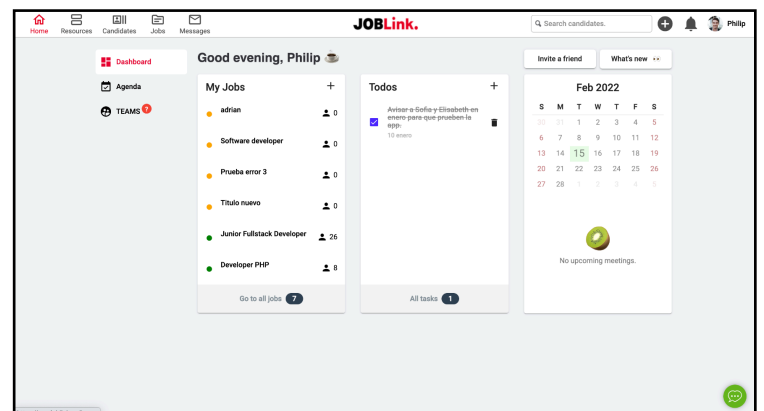 Home
Resources
Candidates
Jobs
Messages
JOBLink.
Search candidates.
Philip
Dashboard
Agenda
TEAMS ?
Good evening, Philip
Invite a friend
What's new
My Jobs +
adrian 0
Software developer 0
Prueba error 3 0
Titulo nuevo 0
Junior Fullstack Developer 26
Developer PHP 8
Go to all jobs 7
Todos +
Avisar a Sofia y Elisabeth en
enero para que prueben la
app.
10 enero
All tasks 1
Feb 2022
S M T W T F S
30 31 1 2 3 4 5
6 7 8 9 10 11 12
13 14 15 16 17 18 19
20 21 22 23 24 25 26
27 28 1 2 3 4 5
No upcoming meetings.